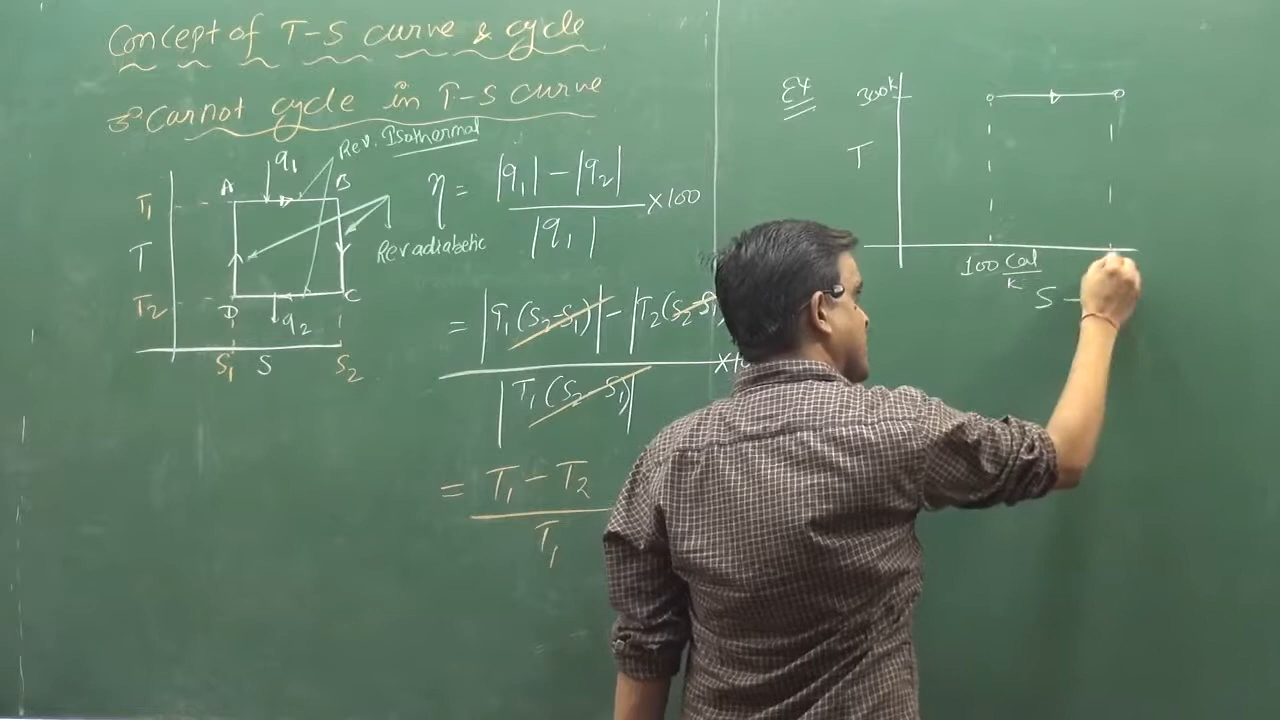 Concept of T-S curve & cycle
Carnot cycle in T-S curve
Rev. Isothermal
q1
A B
T1
T
T2
D C
q2
S1 S S2
Rev adiabatic
η = |q1| - |q2| / |q1| ×100
= |T1(S2-S1)| - |T2(S2-S1) / |T1(S2-S1)| ×10
= T1-T2 / T1
Ex
300K
T
100 Cal/K
S